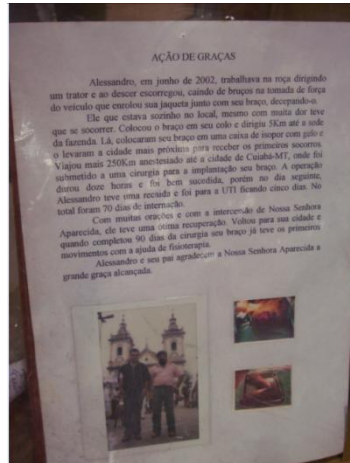 AÇÃO DE GRAÇAS
Alessandro, em junho de 2002, trabalhava na roça dirigindo
um trator e ao descer escorregou, caindo de bruços na tomada de força
do veículo que enrolou sua jaqueta junto com seu braço, decepando-o.
Ele que estava sozinho no local, mesmo com muita dor teve
que se socorrer. Colocou o braço em seu colo e dirigiu 5Km até a sede
da fazenda. Lá, colocaram seu braço em uma caixa de isopor com gelo e
o levaram a cidade mais próxima para receber os primeiros socorros.
Viajou mais 250Km anestesiado até a cidade de Cuiabá-MT, onde foi
submetido a uma cirurgia para a implantação seu braço. A operação
durou doze horas e foi bem sucedida, porém no dia seguinte,
Alessandro teve uma recaída e foi para a UTI ficando cinco dias. No
total foram 70 dias de internação.
Com muitas orações e com a intercessão de Nossa Senhora
Aparecida, ele teve uma ótima recuperação. Voltou para sua cidade e
quando completou 90 dias da cirurgia seu braço já teve os primeiros
movimentos com a ajuda de fisioterapia.
Alessandro e seu pai agradecem a Nossa Senhora Aparecida a
grande graça alcançada.